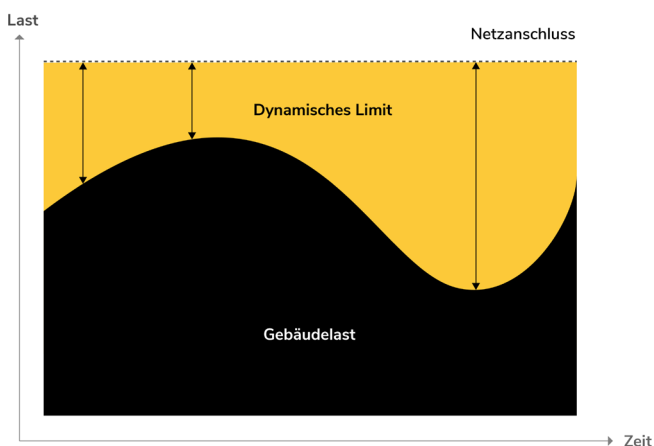 Last
Netzanschluss
Dynamisches Limit
Gebäudelast
Zeit